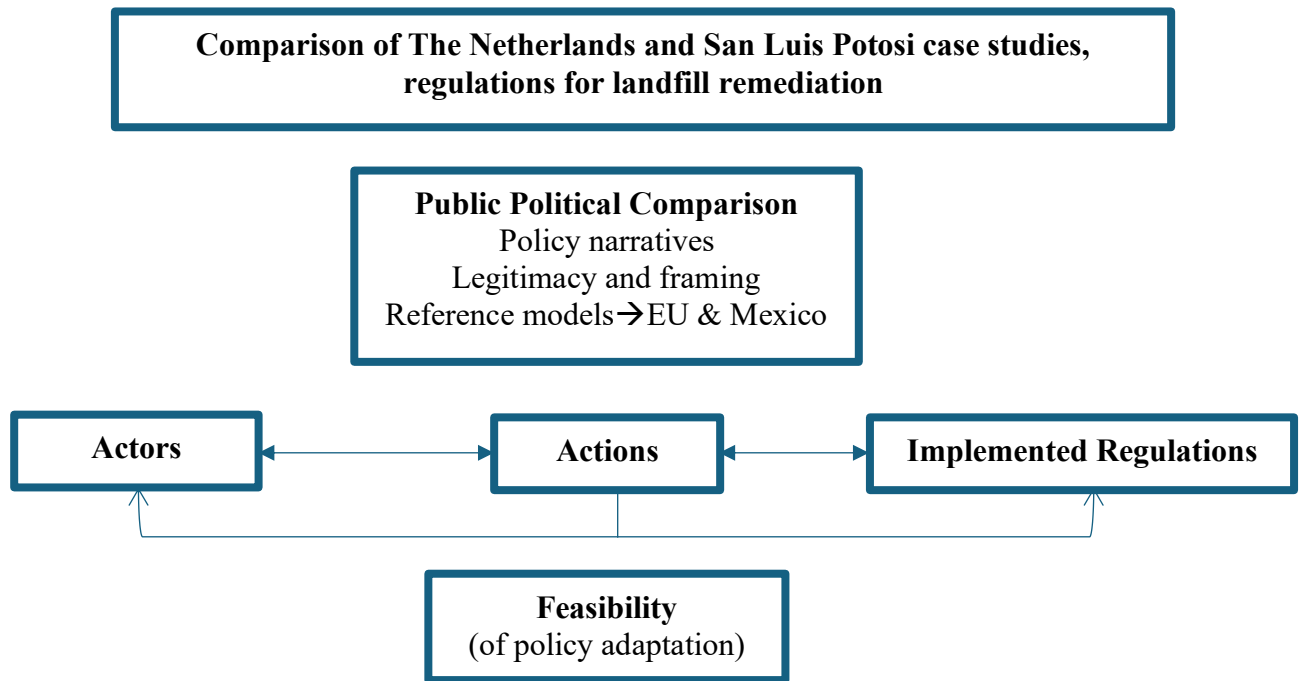 Comparison of The Netherlands and San Luis Potosi case studies,
regulations for landfill remediation
Public Political Comparison
Policy narratives
Legitimacy and framing
Reference models→EU & Mexico
Actors
Actions
Implemented Regulations
Feasibility
(of policy adaptation)